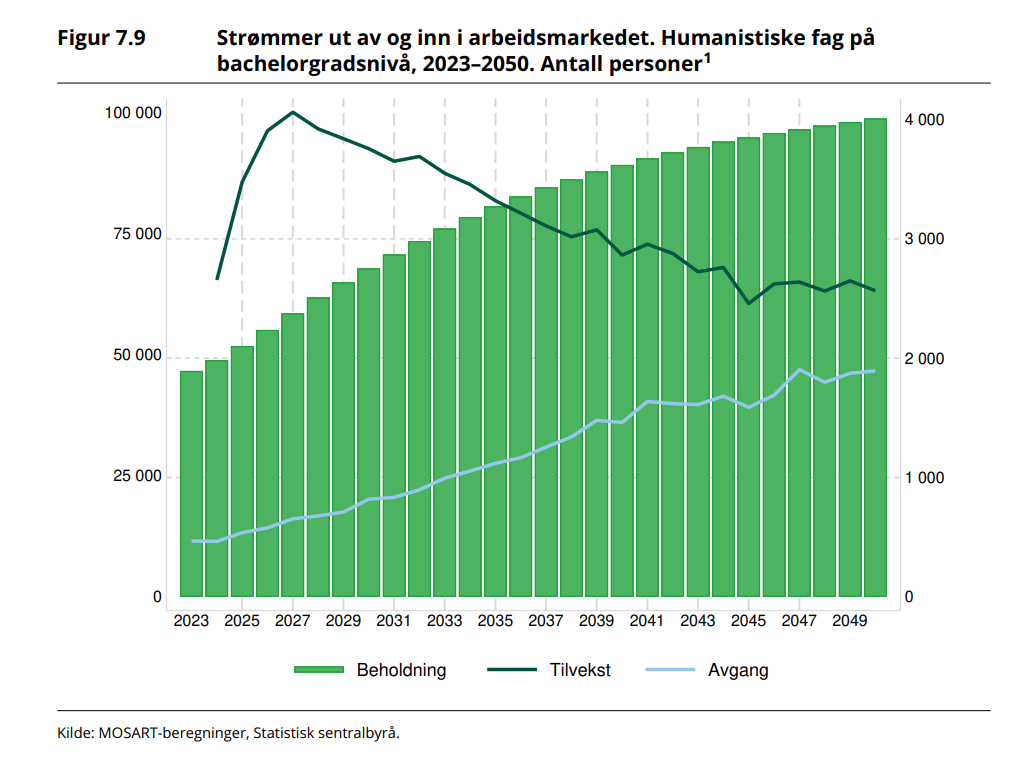 Figur 7.9
Strømmer ut av og inn i arbeidsmarkedet. Humanistiske fag på
bachelorgradsnivå, 2023–2050. Antall personer1
100 000
75 000
50 000
25 000
0
4 000
3 000
2 000
1 000
0
2023 2025 2027 2029 2031 2033 2035 2037 2039 2041 2043 2045 2047 2049
Beholdning Tilvekst Avgang
Kilde: MOSART-beregninger, Statistisk sentralbyrå.